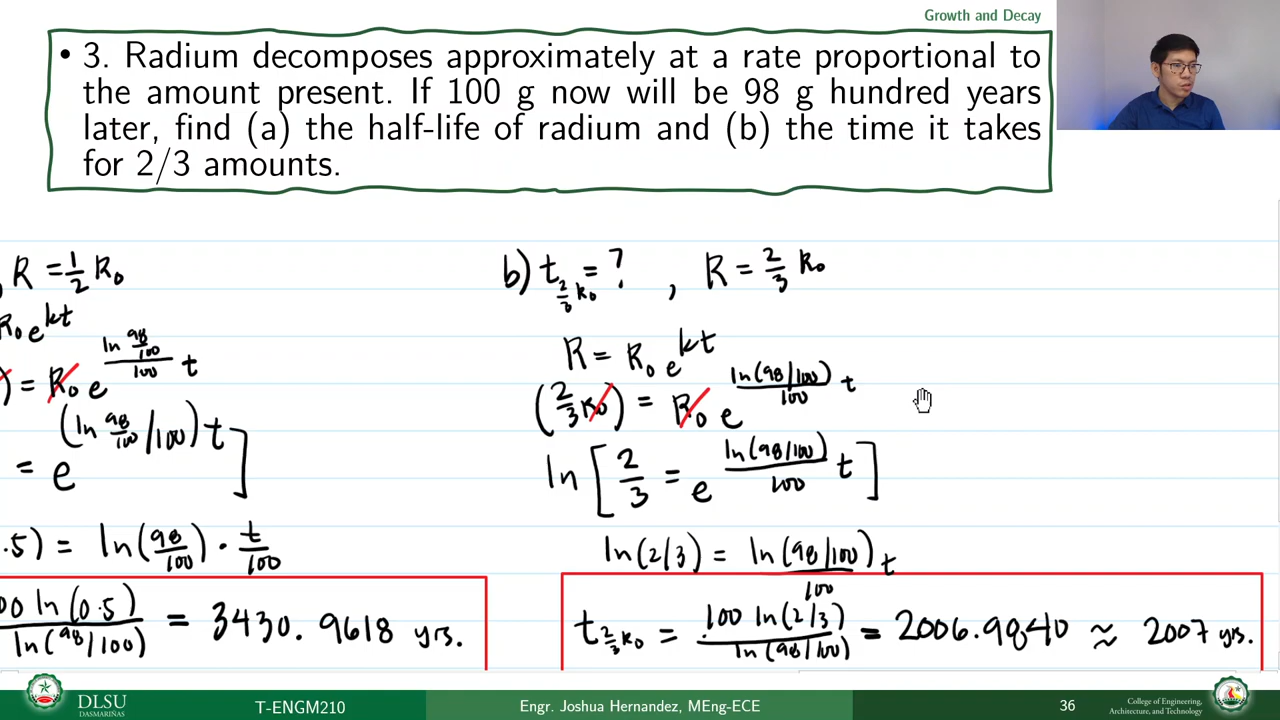 Growth and Decay
• 3. Radium decomposes approximately at a rate proportional to
the amount present. If 100 g now will be 98 g hundred years
later, find (a) the half-life of radium and (b) the time it takes
for 2/3 amounts.
R = 1/2 R₀
R₀ e^(kt)
) = R₀ e^((ln 98/100)/100 t)
= e^((ln 98/100 /100) t) ]
.5) = ln(98/100) · t/100
00 ln(0.5) / ln(98/100) = 3430.9618 yrs.
b) t_(2/3 R₀) = ? , R = 2/3 R₀
R = R₀ e^(kt)
(2/3 R₀) = R₀ e^(ln(98/100)/100 t)
ln [ 2/3 = e^(ln(98/100)/100 t) ]
ln(2/3) = ln(98/100)/100 t
t_(2/3 R₀) = 100 ln(2/3) / ln(98/100) = 2006.9840 ≈ 2007 yrs.
DLSU
DASMARIÑAS
T-ENGM210
Engr. Joshua Hernandez, MEng-ECE
36
College of Engineering,
Architecture, and Technology